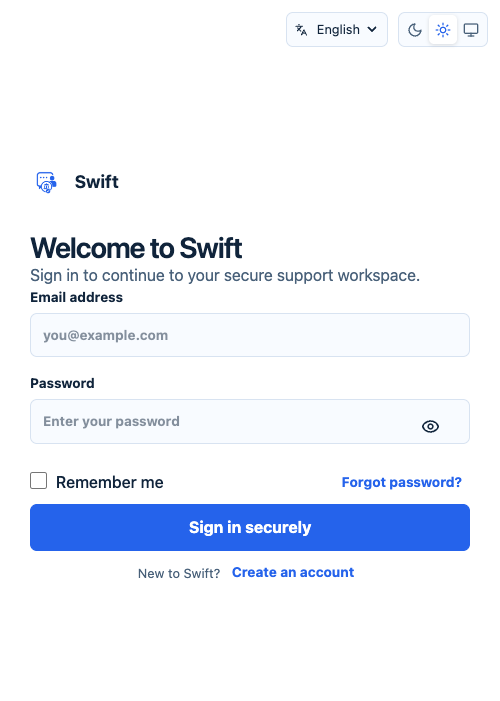 English
Swift
Welcome to Swift
Sign in to continue to your secure support workspace.
Email address
you@example.com
Password
Enter your password
Remember me Forgot password?
Sign in securely
New to Swift? Create an account